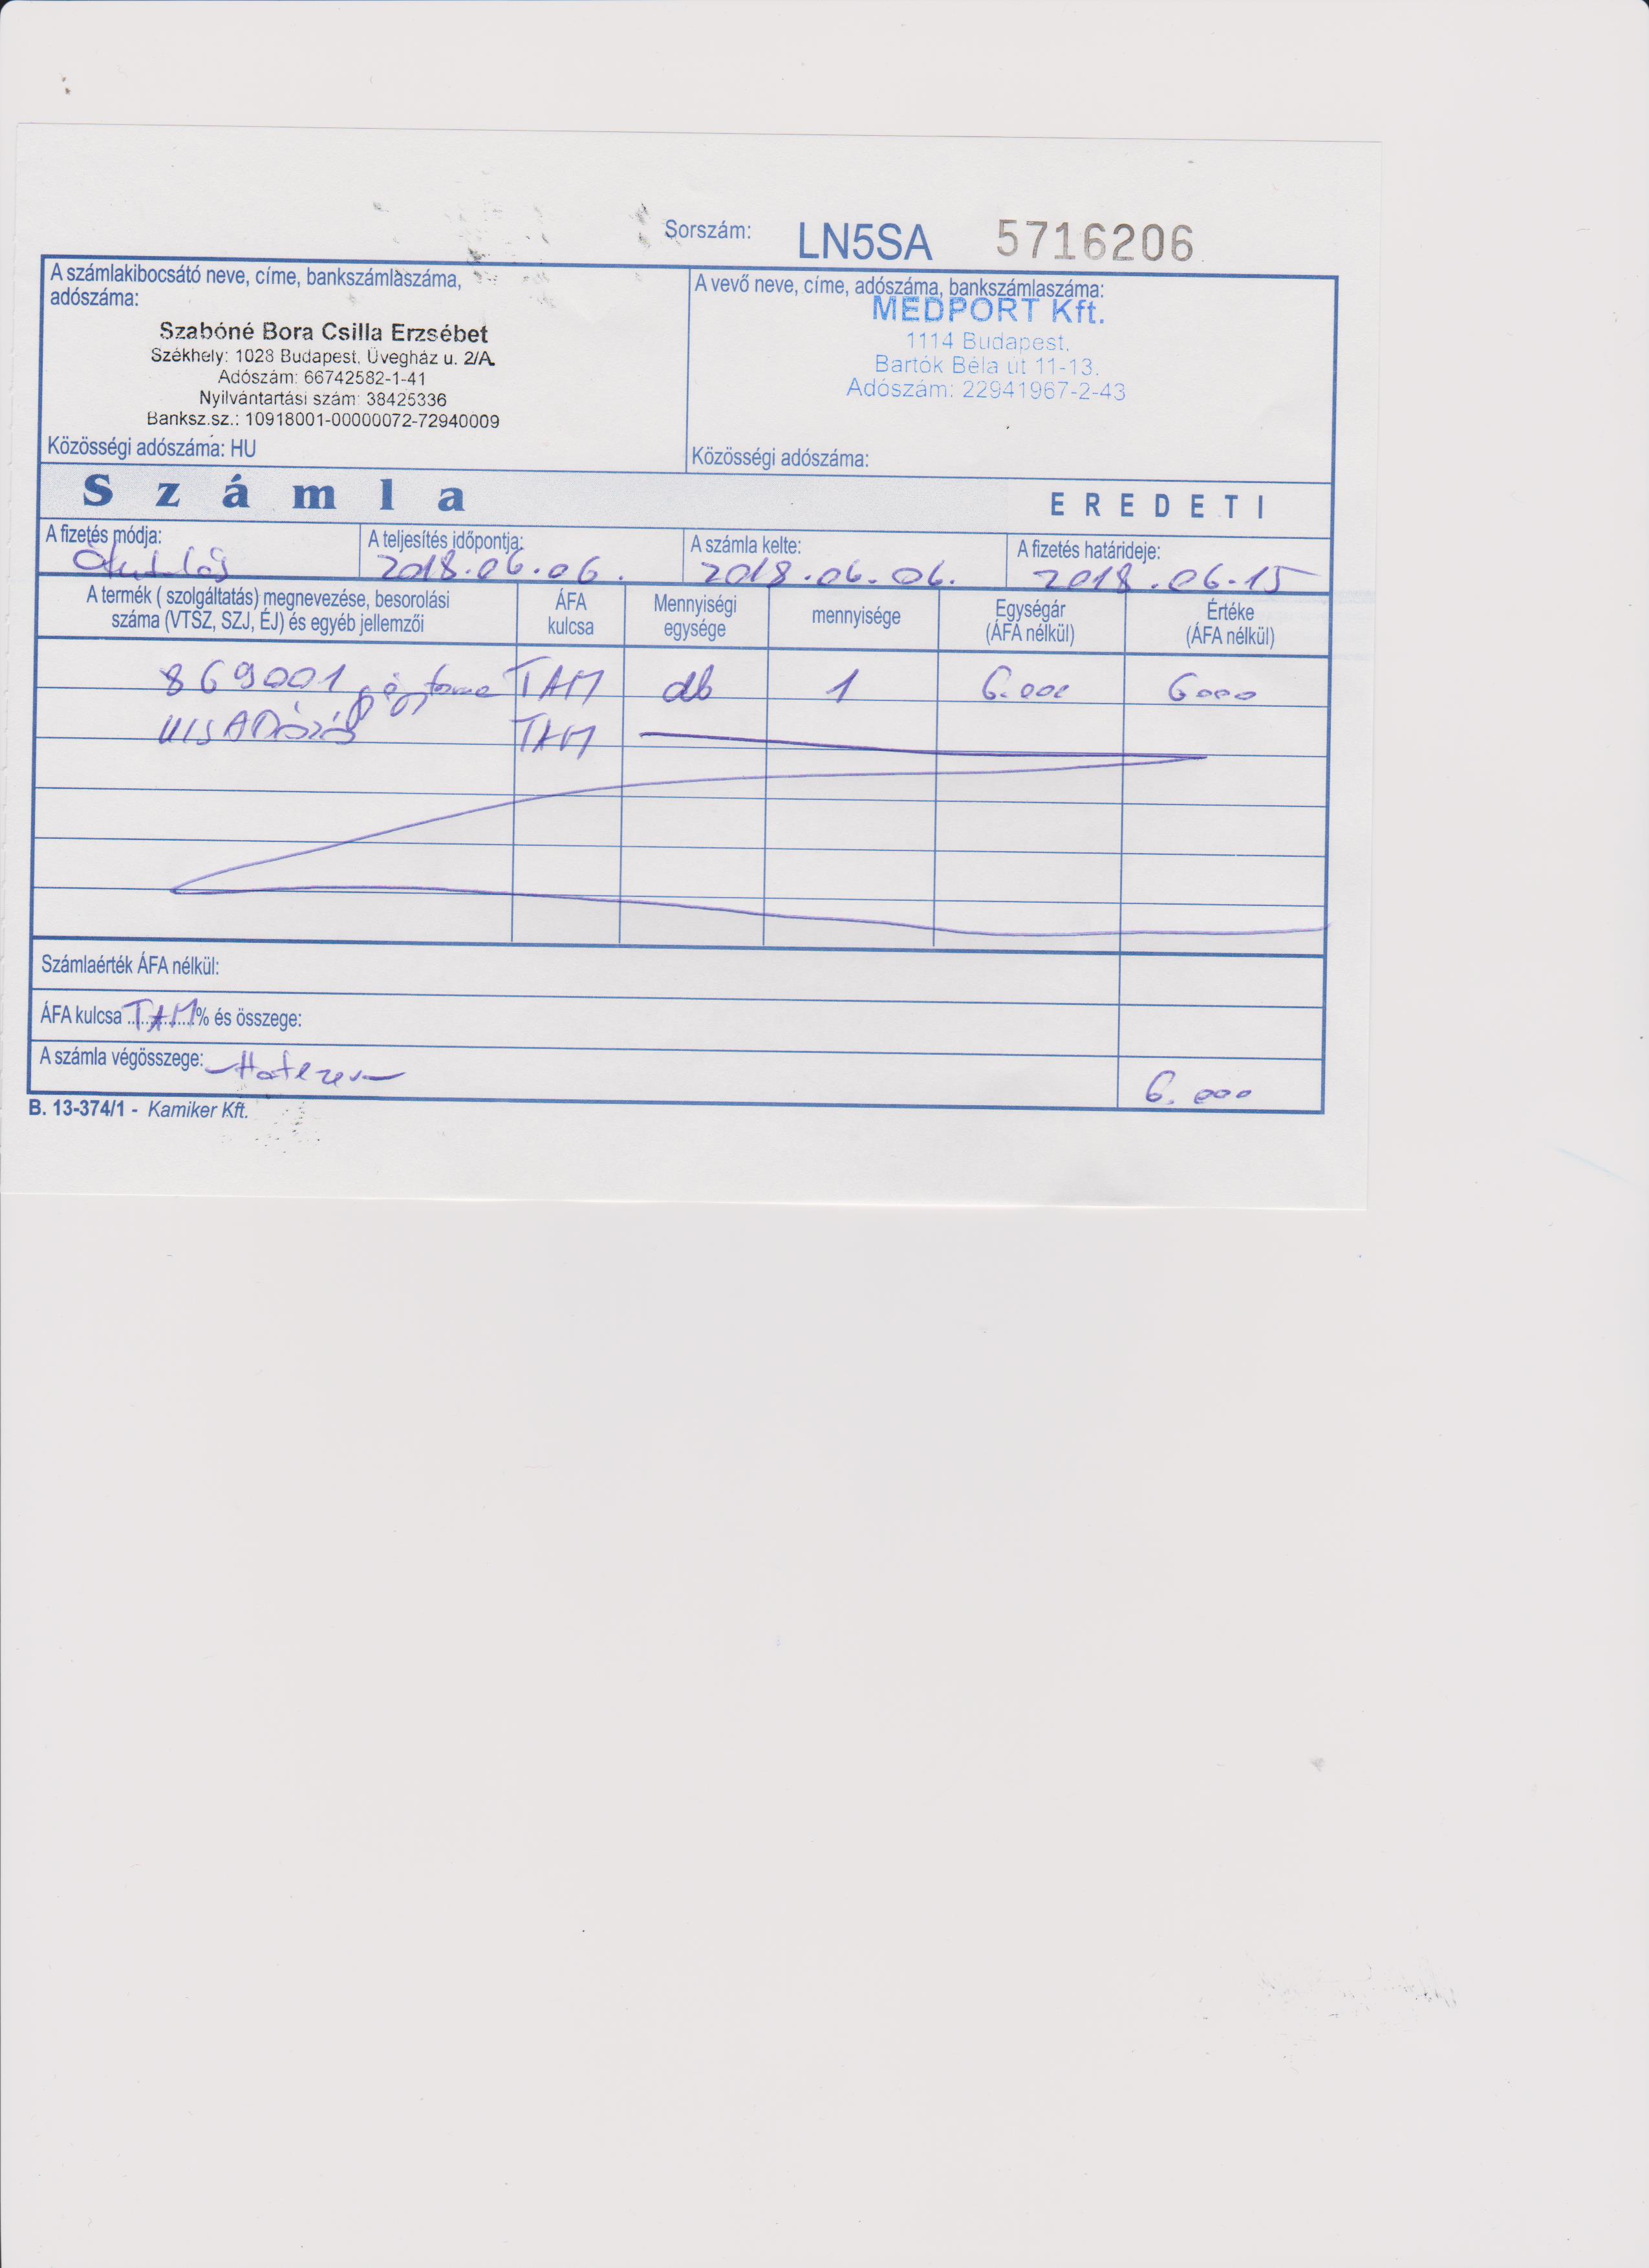 Sorszám: LN5SA 5716206
A számlakibocsátó neve, címe, bankszámlaszáma,
adószáma:
Szabóné Bora Csilla Erzsébet
Székhely: 1028 Budapest, Üvegház u. 2/A.
Adószám: 66742582-1-41
Nyilvántartási szám: 38425336
Banksz.sz.: 10918001-00000072-72940009
Közösségi adószáma: HU
A vevő neve, címe, adószáma, bankszámlaszáma:
MEDPORT Kft.
1114 Budapest,
Bartók Béla út 11-13.
Adószám: 22941967-2-43
Közösségi adószáma:
Számla EREDETI
A fizetés módja: A teljesítés időpontja: A számla kelte: A fizetés határideje:
Átutalás 2018.06.06. 2018.06.06. 2018.06.15
A termék ( szolgáltatás) megnevezése, besorolási ÁFA Mennyiségi mennyisége Egységár Értéke
száma (VTSZ, SZJ, ÉJ) és egyéb jellemzői kulcsa egysége (ÁFA nélkül) (ÁFA nélkül)
869001 gyógytorna TAM db 1 6.000 6000
TAM
Számlaérték ÁFA nélkül:
ÁFA kulcsa TAM % és összege:
A számla végösszege: -Hatezer- 6.000
B. 13-374/1 - Kamiker Kft.